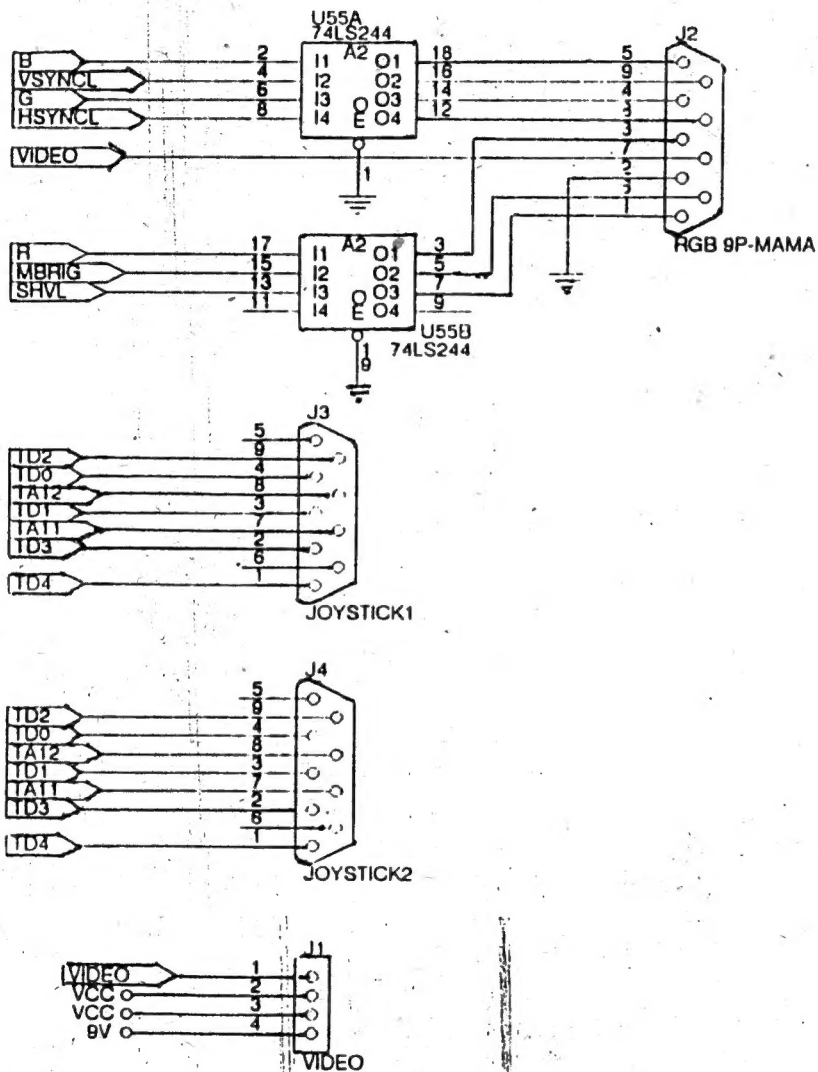 U55A
74LS244
J2
B 2 I1 A2 O1 18 5
VSYNCL 4 I2 O2 16 9
G 6 I3 O O3 14 4
HSYNCL 8 I4 E O4 12
3
VIDEO 7
1 2
1
RGB 9P-MAMA
R 17 I1 A2 O1 3
MBRIG 15 I2 O2 5
SHVL 13 I3 O O3 7
11 I4 E O4 9
U55B
74LS244
1
9
J3
5
TD2 9
TD0 4
TA12 8
TD1 3
TA11 7
TD3 2
6
TD4 1
JOYSTICK1
J4
5
TD2 9
TD0 4
TA12 8
TD1 3
TA11 7
TD3 2
6
TD4 1
JOYSTICK2
J1
VIDEO 1
VCC 2
VCC 3
9V 4
VIDEO